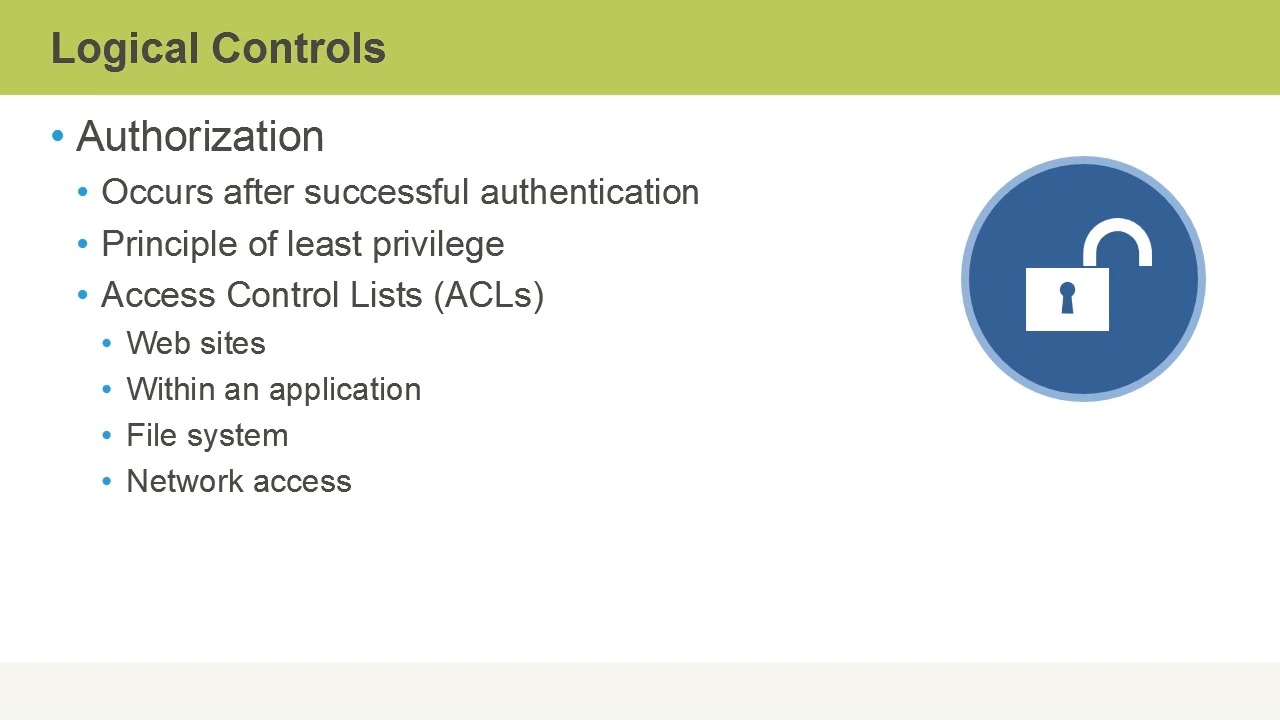 Logical Controls
• Authorization
• Occurs after successful authentication
• Principle of least privilege
• Access Control Lists (ACLs)
• Web sites
• Within an application
• File system
• Network access